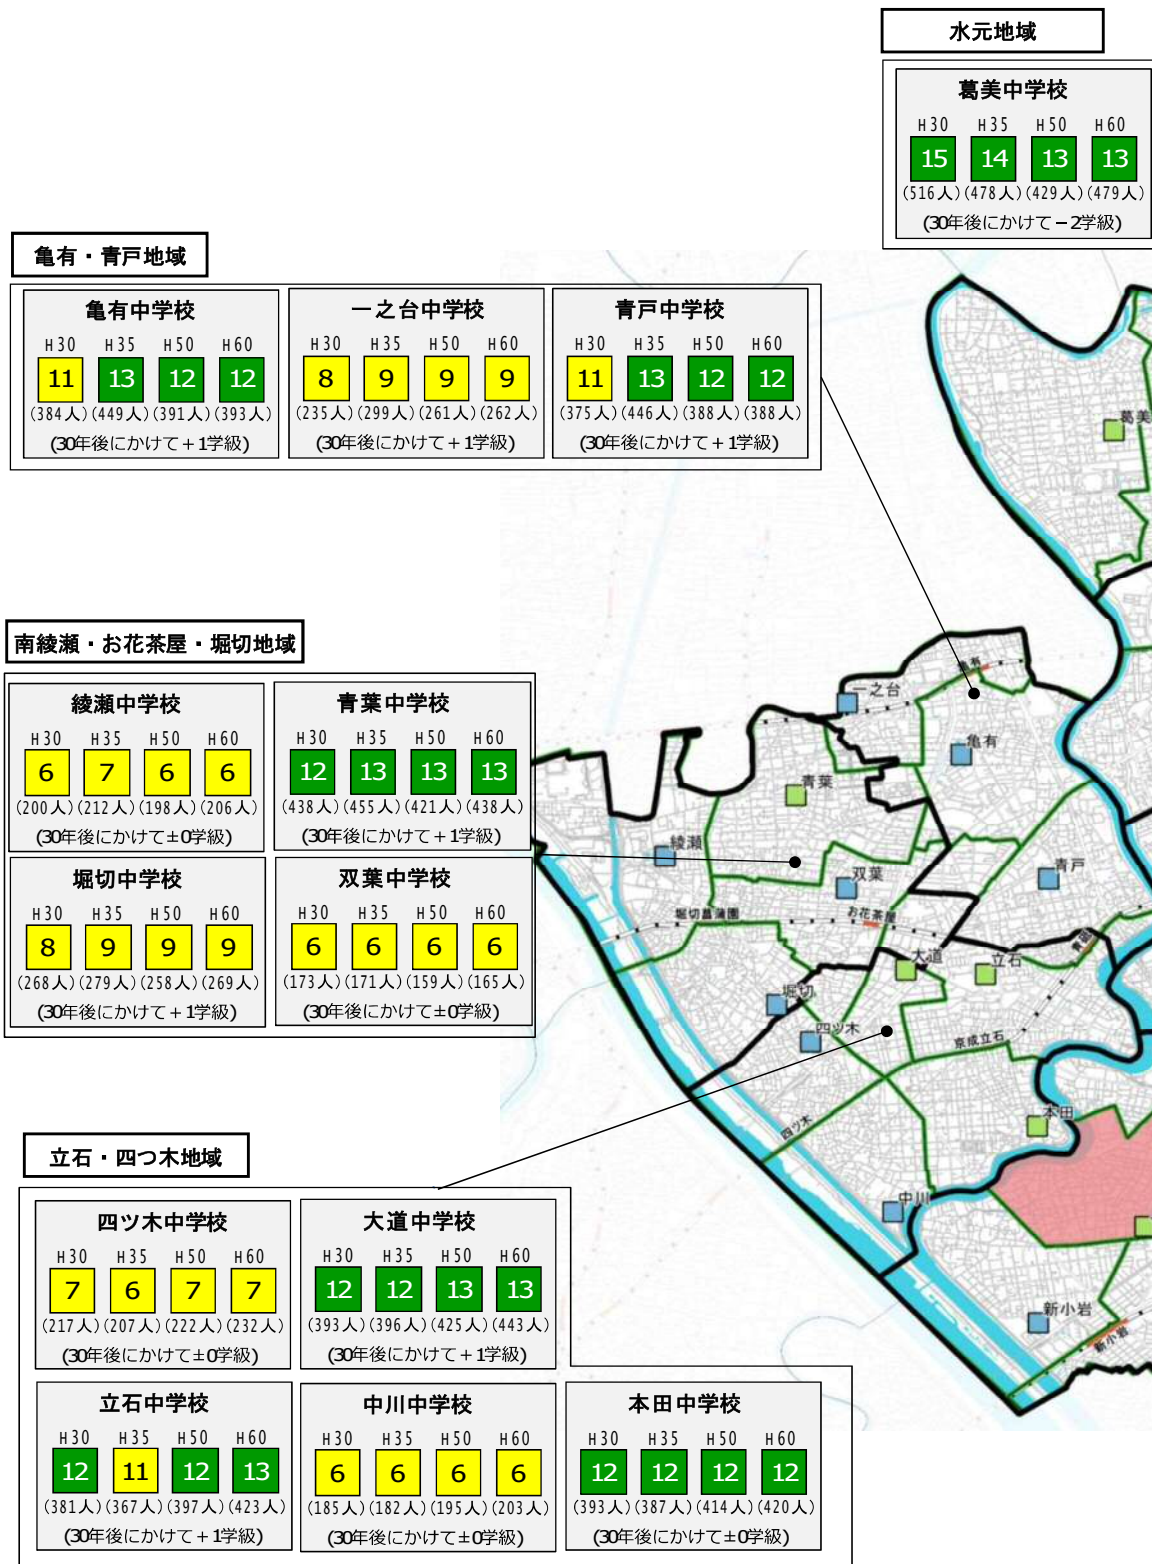 水元地域
葛美中学校
H30 H35 H50 H60
15 14 13 13
(516人) (478人) (429人) (479人)
(30年後にかけて－2学級)
亀有・青戸地域
亀有中学校
H30 H35 H50 H60
11 13 12 12
(384人) (449人) (391人) (393人)
(30年後にかけて＋1学級)
一之台中学校
H30 H35 H50 H60
8 9 9 9
(235人) (299人) (261人) (262人)
(30年後にかけて＋1学級)
青戸中学校
H30 H35 H50 H60
11 13 12 12
(375人) (446人) (388人) (388人)
(30年後にかけて＋1学級)
南綾瀬・お花茶屋・堀切地域
綾瀬中学校
H30 H35 H50 H60
6 7 6 6
(200人) (212人) (198人) (206人)
(30年後にかけて±0学級)
青葉中学校
H30 H35 H50 H60
12 13 13 13
(438人) (455人) (421人) (438人)
(30年後にかけて＋1学級)
堀切中学校
H30 H35 H50 H60
8 9 9 9
(268人) (279人) (258人) (269人)
(30年後にかけて＋1学級)
双葉中学校
H30 H35 H50 H60
6 6 6 6
(173人) (171人) (159人) (165人)
(30年後にかけて±0学級)
立石・四つ木地域
四ツ木中学校
H30 H35 H50 H60
7 6 7 7
(217人) (207人) (222人) (232人)
(30年後にかけて±0学級)
大道中学校
H30 H35 H50 H60
12 12 13 13
(393人) (396人) (425人) (443人)
(30年後にかけて＋1学級)
立石中学校
H30 H35 H50 H60
12 11 12 13
(381人) (367人) (397人) (423人)
(30年後にかけて＋1学級)
中川中学校
H30 H35 H50 H60
6 6 6 6
(185人) (182人) (195人) (203人)
(30年後にかけて±0学級)
本田中学校
H30 H35 H50 H60
12 12 12 12
(393人) (387人) (414人) (420人)
(30年後にかけて±0学級)
葛美
亀有
一之台
亀有
青葉
綾瀬
双葉
青戸
堀切菖蒲園
お花茶屋
大道
立石
青砥
堀切
四ツ木
京成立石
四ツ木
本田
中川
新小岩
新小岩